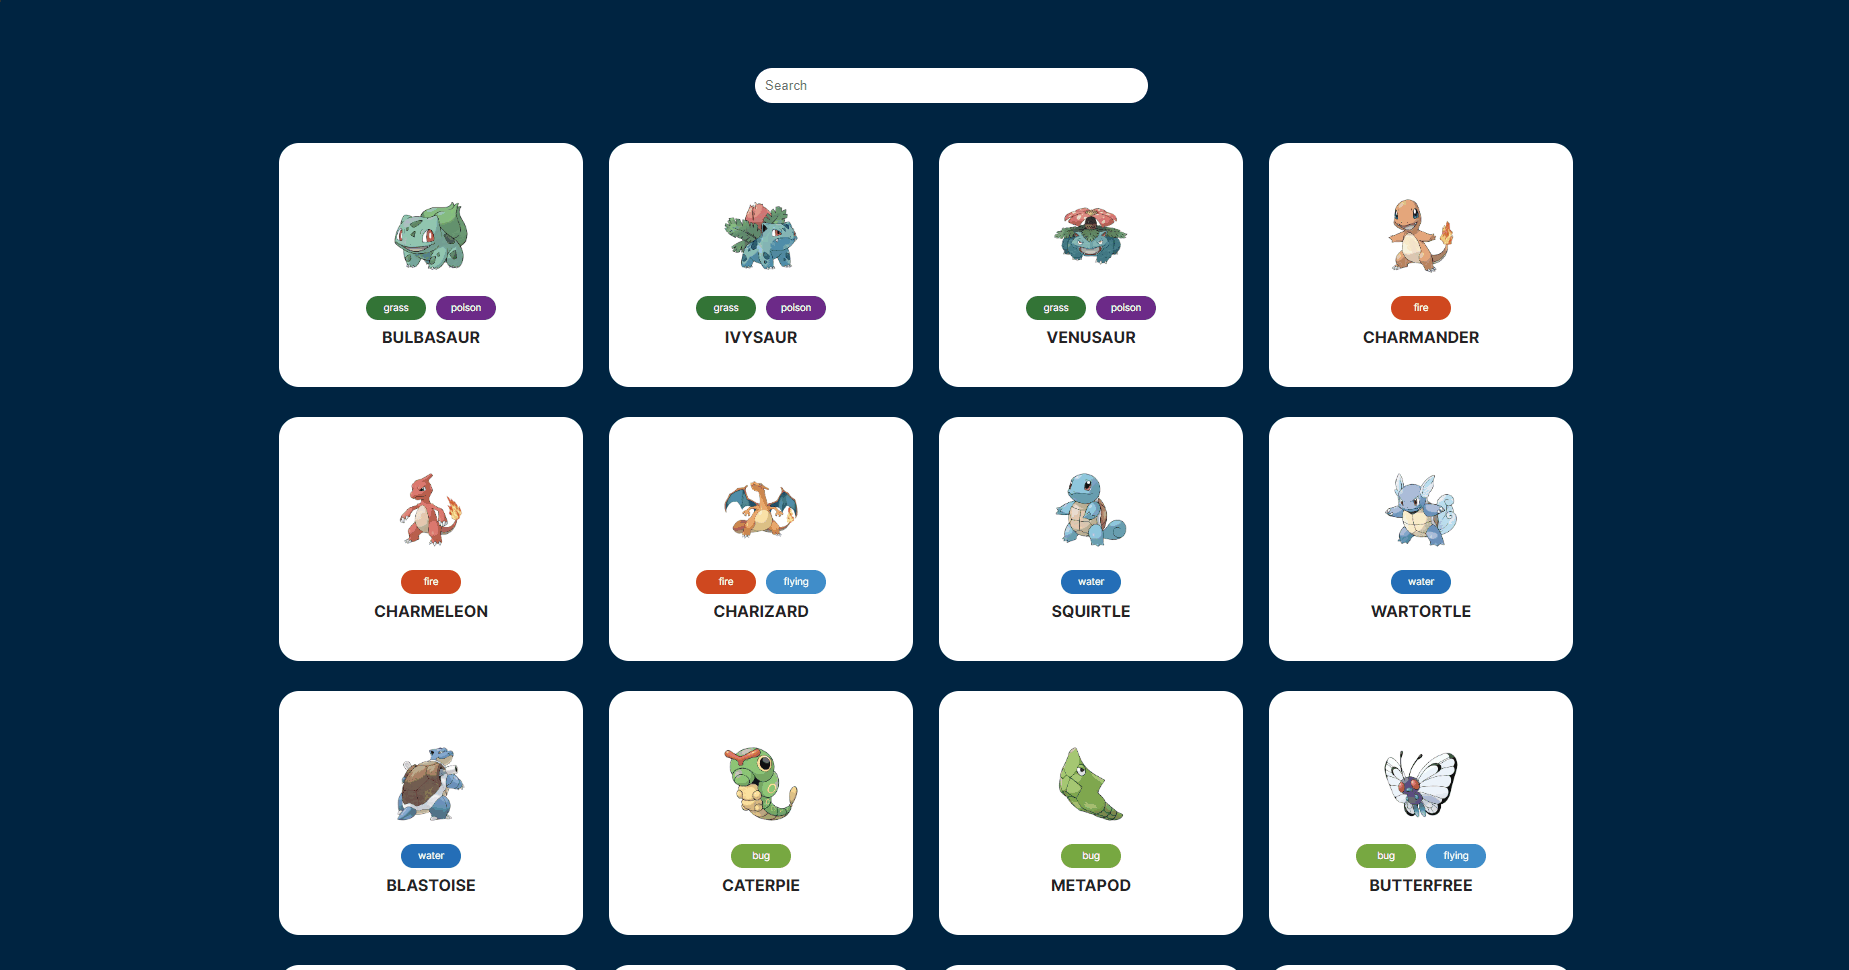 Search
grass poison
BULBASAUR
grass poison
IVYSAUR
grass poison
VENUSAUR
fire
CHARMANDER
fire
CHARMELEON
fire flying
CHARIZARD
water
SQUIRTLE
water
WARTORTLE
water
BLASTOISE
bug
CATERPIE
bug
METAPOD
bug flying
BUTTERFREE